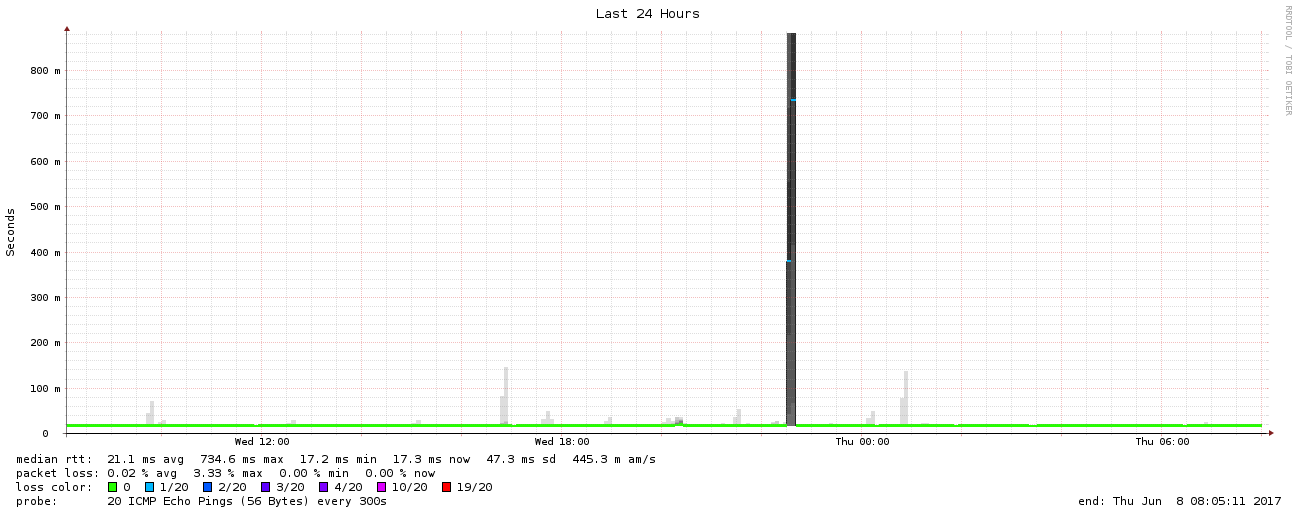 Last 24 Hours
RRDTOOL / TOBI OETIKER
Seconds
800 m
700 m
600 m
500 m
400 m
300 m
200 m
100 m
0
Wed 12:00 Wed 18:00 Thu 00:00 Thu 06:00
median rtt: 21.1 ms avg 734.6 ms max 17.2 ms min 17.3 ms now 47.3 ms sd 445.3 m am/s
packet loss: 0.02 % avg 3.33 % max 0.00 % min 0.00 % now
loss color: 0 1/20 2/20 3/20 4/20 10/20 19/20
probe: 20 ICMP Echo Pings (56 Bytes) every 300s end: Thu Jun 8 08:05:11 2017